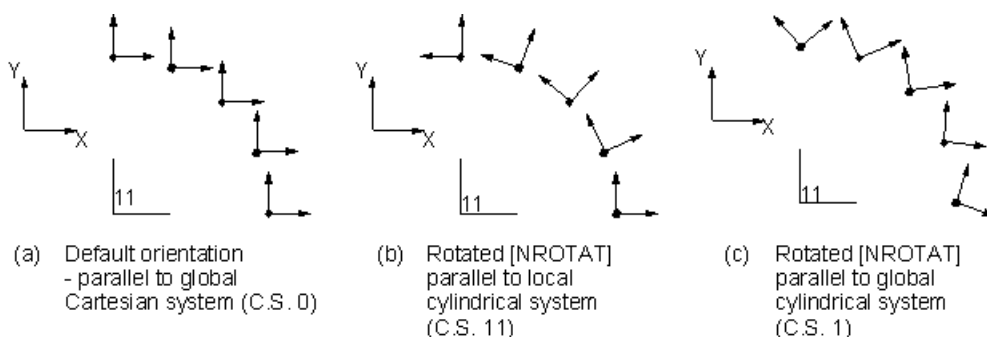 Y
X
11
Y
X
11
Y
X
11
(a) Default orientation
- parallel to global
Cartesian system (C.S. 0)
(b) Rotated [NROTAT]
parallel to local
cylindrical system
(C.S. 11)
(c) Rotated [NROTAT]
parallel to global
cylindrical system
(C.S. 1)